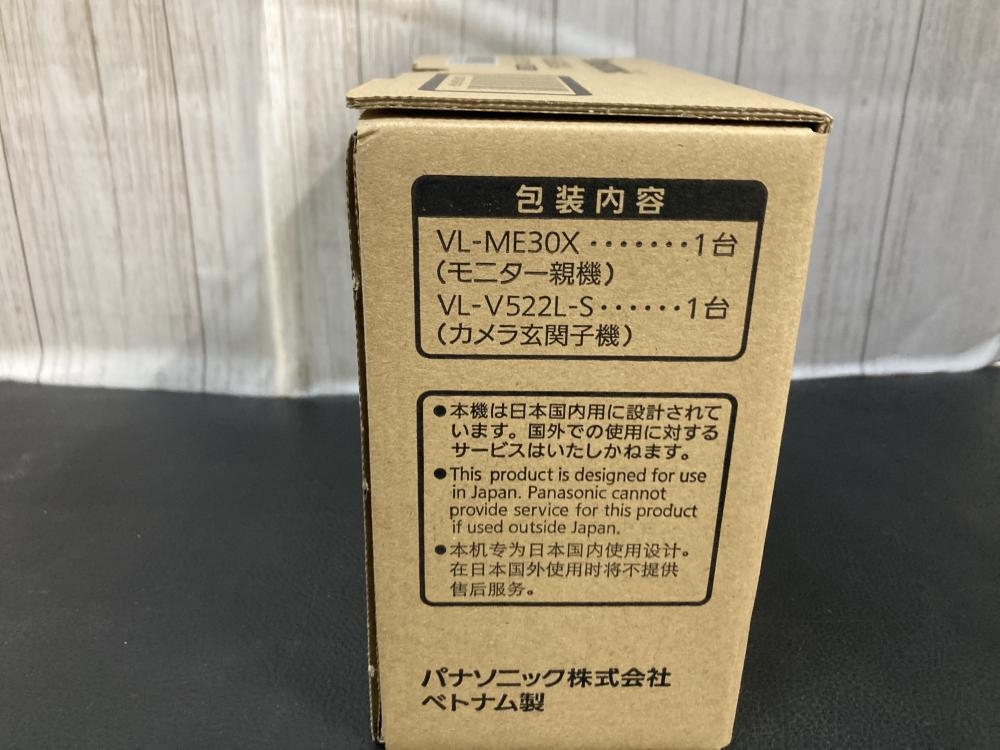 包装内容
VL-ME30X ・・・・・・・1台
(モニター親機)
VL-V522L-S・・・・・・1台
(カメラ玄関子機)
●本機は日本国内用に設計されて
います。国外での使用に対する
サービスはいたしかねます。
●This product is designed for use
in Japan. Panasonic cannot
provide service for this product
if used outside Japan.
●本机专为日本国内使用设计。
在日本国外使用时将不提供
售后服务。
パナソニック株式会社
ベトナム製